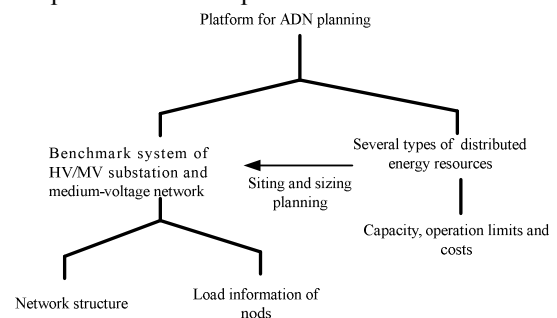 Platform for ADN planning
Benchmark system of
HV/MV substation and
medium-voltage network
Siting and sizing
planning
Several types of distributed
energy resources
Capacity, operation limits and
costs
Network structure
Load information of
nods